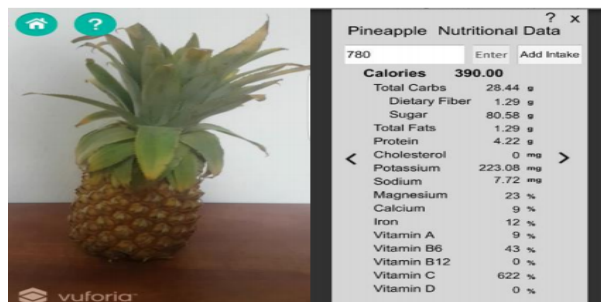 ?
? x
Pineapple Nutritional Data
780 Enter Add Intake
Calories 390.00
Total Carbs 28.44 g
Dietary Fiber 1.29 g
Sugar 80.58 g
Total Fats 1.29 g
Protein 4.22 g
Cholesterol 0 mg
< Potassium 223.08 mg >
Sodium 7.72 mg
Magnesium 23 %
Calcium 9 %
Iron 12 %
Vitamin A 9 %
Vitamin B6 43 %
Vitamin B12 0 %
Vitamin C 622 %
Vitamin D 0 %
vuforia™